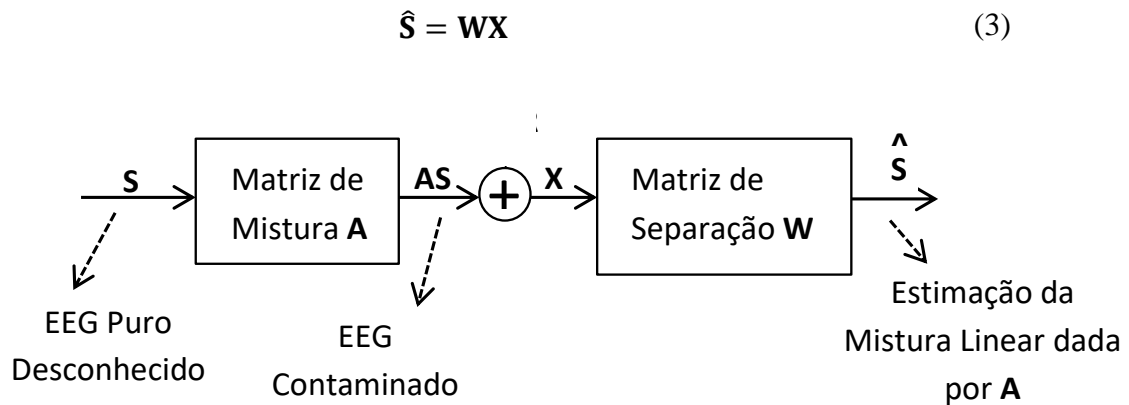 Ŝ = WX (3)
S
Matriz de
Mistura A
AS
+
X
Matriz de
Separação W
^
S
EEG Puro
Desconhecido
EEG
Contaminado
Estimação da
Mistura Linear dada
por A